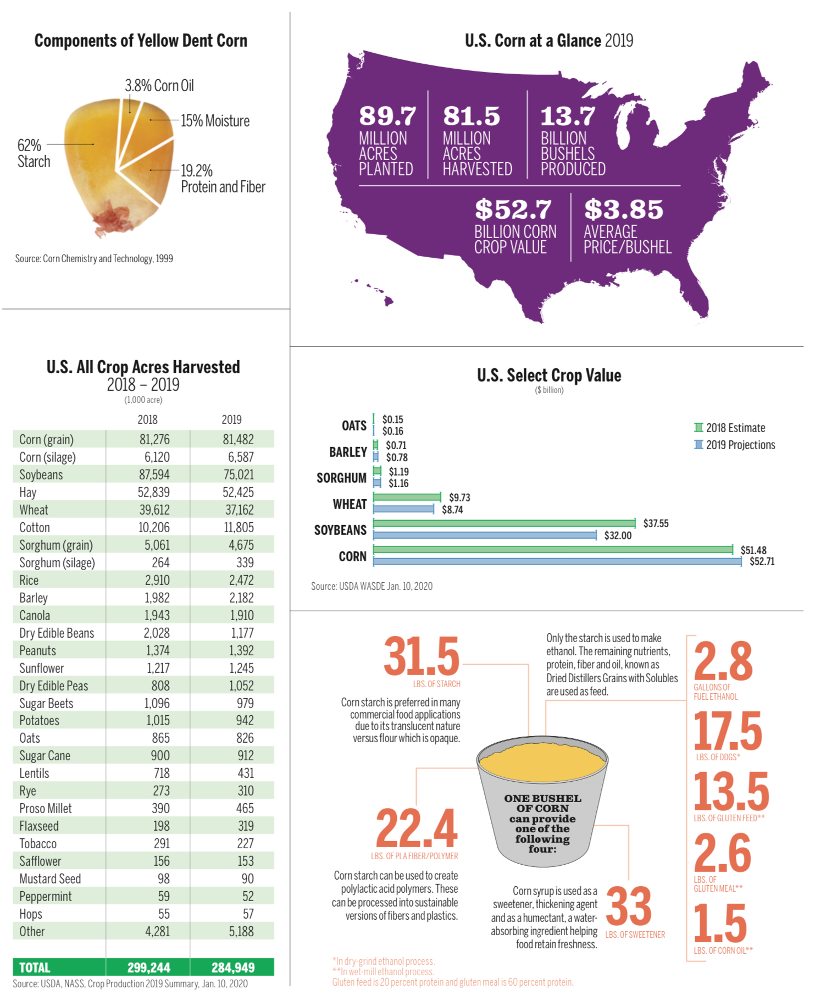 Components of Yellow Dent Corn
3.8% Corn Oil
15% Moisture
62%
Starch
19.2%
Protein and Fiber
Source: Corn Chemistry and Technology, 1999
U.S. Corn at a Glance 2019
89.7
MILLION
ACRES
PLANTED
81.5
MILLION
ACRES
HARVESTED
13.7
BILLION
BUSHELS
PRODUCED
$52.7
BILLION CORN
CROP VALUE
$3.85
AVERAGE
PRICE/BUSHEL
U.S. All Crop Acres Harvested
2018 – 2019
(1,000 acre)
2018 2019
Corn (grain) 81,276 81,482
Corn (silage) 6,120 6,587
Soybeans 87,594 75,021
Hay 52,839 52,425
Wheat 39,612 37,162
Cotton 10,206 11,805
Sorghum (grain) 5,061 4,675
Sorghum (silage) 264 339
Rice 2,910 2,472
Barley 1,982 2,182
Canola 1,943 1,910
Dry Edible Beans 2,028 1,177
Peanuts 1,374 1,392
Sunflower 1,217 1,245
Dry Edible Peas 808 1,052
Sugar Beets 1,096 979
Potatoes 1,015 942
Oats 865 826
Sugar Cane 900 912
Lentils 718 431
Rye 273 310
Proso Millet 390 465
Flaxseed 198 319
Tobacco 291 227
Safflower 156 153
Mustard Seed 98 90
Peppermint 59 52
Hops 55 57
Other 4,281 5,188
TOTAL 299,244 284,949
Source: USDA, NASS, Crop Production 2019 Summary, Jan. 10, 2020
U.S. Select Crop Value
($ billion)
2018 Estimate
2019 Projections
OATS
$0.15
$0.16
BARLEY
$0.71
$0.78
SORGHUM
$1.19
$1.16
WHEAT
$9.73
$8.74
SOYBEANS
$37.55
$32.00
CORN
$51.48
$52.71
Source: USDA WASDE Jan. 10, 2020
31.5
LBS. OF STARCH
Corn starch is preferred in many
commercial food applications
due to its translucent nature
versus flour which is opaque.
Only the starch is used to make
ethanol. The remaining nutrients,
protein, fiber and oil, known as
Dried Distillers Grains with Solubles
are used as feed.
2.8
GALLONS OF
FUEL ETHANOL
17.5
LBS. OF DDGS*
13.5
LBS. OF GLUTEN FEED**
2.6
LBS. OF
GLUTEN MEAL**
1.5
LBS. OF CORN OIL**
ONE BUSHEL
OF CORN
can provide
one of the
following
four:
22.4
LBS. OF PLA FIBER/POLYMER
Corn starch can be used to create
polylactic acid polymers. These
can be processed into sustainable
versions of fibers and plastics.
Corn syrup is used as a
sweetener, thickening agent
and as a humectant, a water-
absorbing ingredient helping
food retain freshness.
33
LBS. OF SWEETENER
*In dry-grind ethanol process.
**In wet-mill ethanol process.
Gluten feed is 20 percent protein and gluten meal is 60 percent protein.